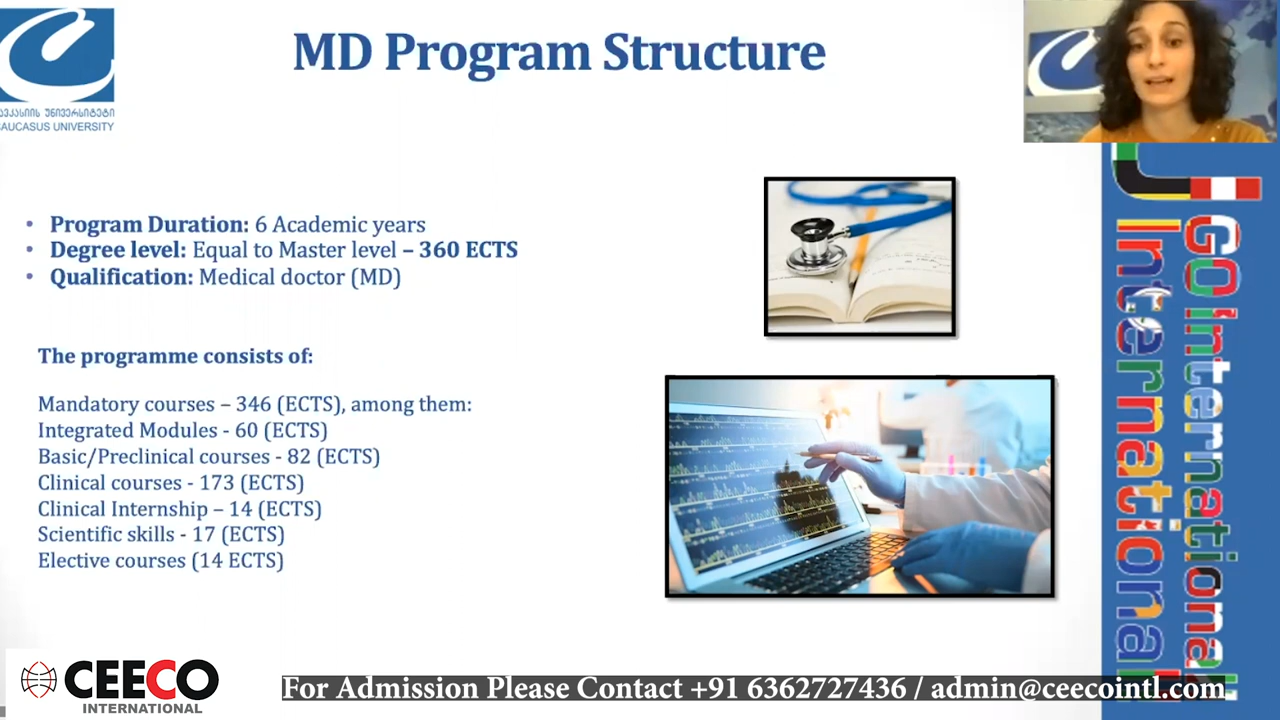 MD Program Structure
CAUCASUS UNIVERSITY
• Program Duration: 6 Academic years
• Degree level: Equal to Master level – 360 ECTS
• Qualification: Medical doctor (MD)
The programme consists of:
Mandatory courses – 346 (ECTS), among them:
Integrated Modules - 60 (ECTS)
Basic/Preclinical courses - 82 (ECTS)
Clinical courses - 173 (ECTS)
Clinical Internship – 14 (ECTS)
Scientific skills - 17 (ECTS)
Elective courses (14 ECTS)
GO International
International
CEECO
INTERNATIONAL
For Admission Please Contact +91 6362727436 / admin@ceecointl.com